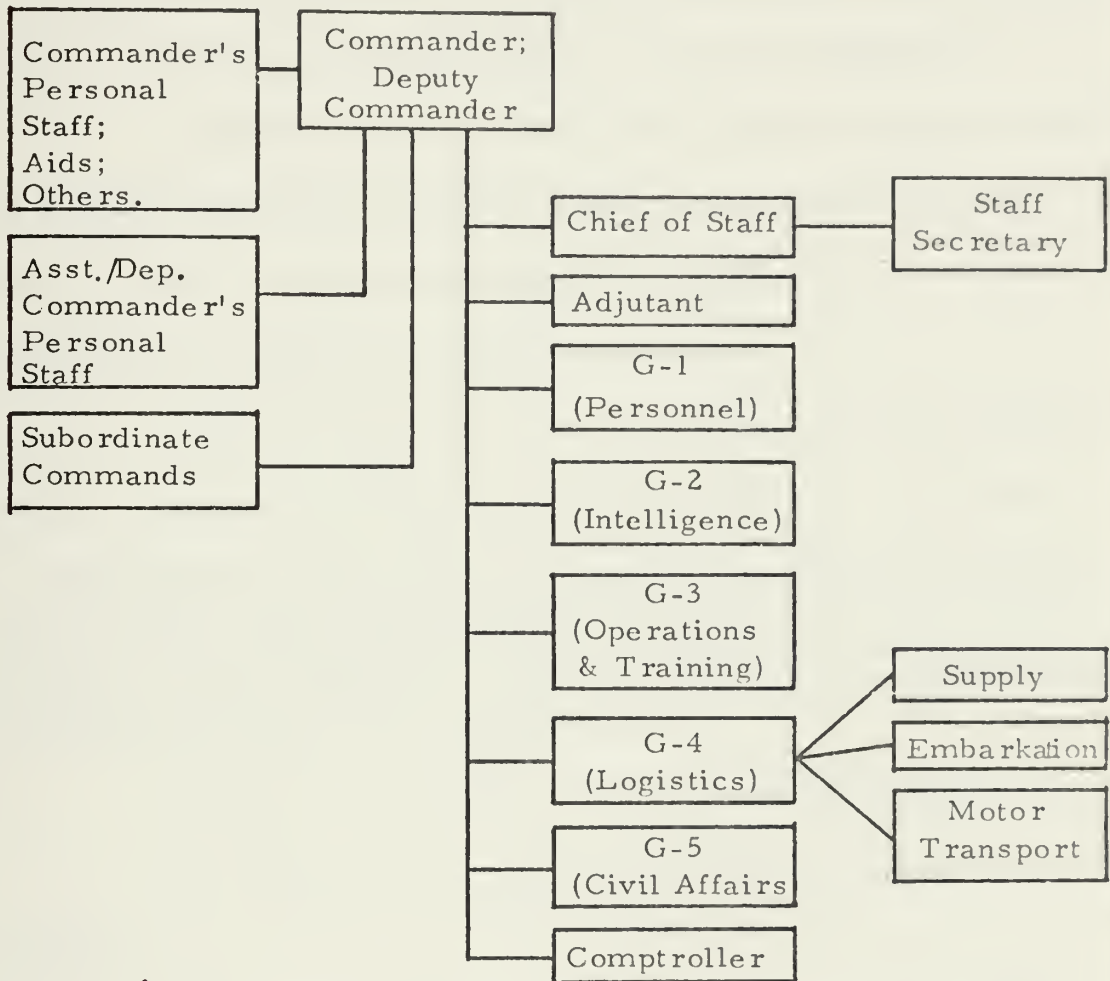 Commander's
Personal
Staff;
Aids;
Others.
Commander;
Deputy
Commander
Asst./Dep.
Commander's
Personal
Staff
Subordinate
Commands
Chief of Staff
Staff
Secretary
Adjutant
G-1
(Personnel)
G-2
(Intelligence)
G-3
(Operations
& Training)
G-4
(Logistics)
Supply
Embarkation
Motor
Transport
G-5
(Civil Affairs
Comptroller